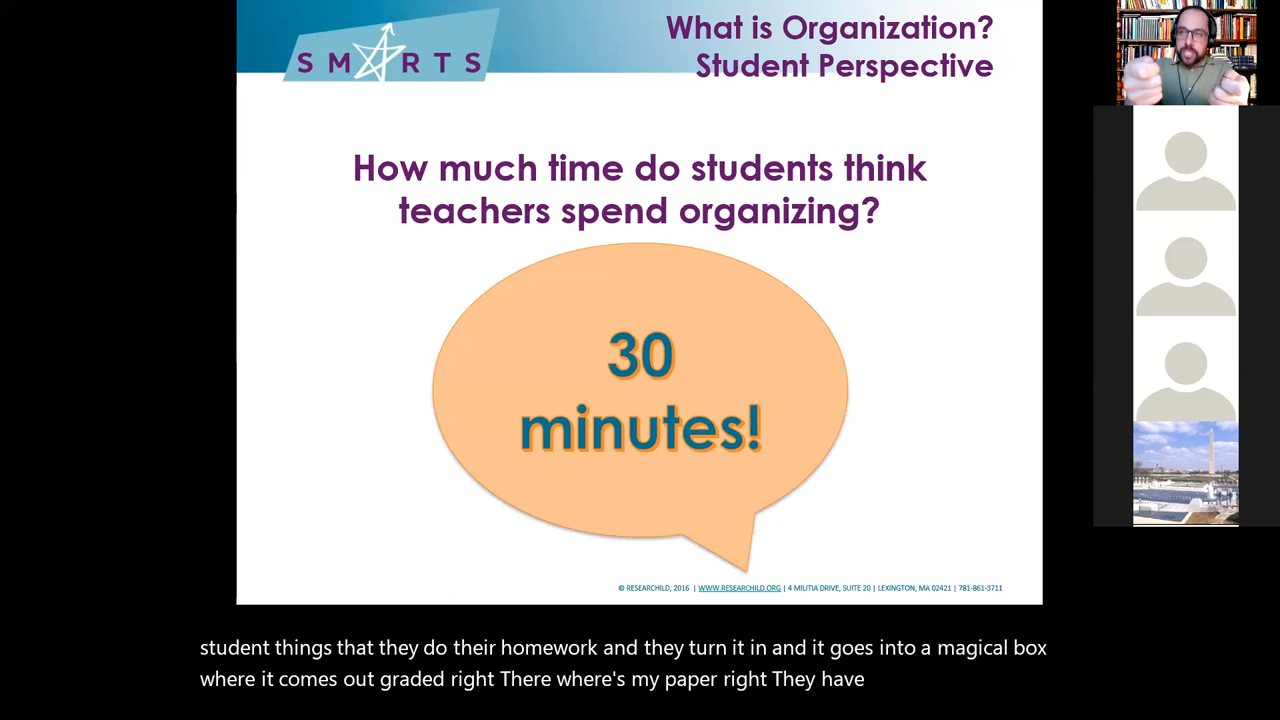 SMARTS
What is Organization?
Student Perspective
How much time do students think
teachers spend organizing?
30
minutes!
© RESEARCHILD, 2016 | WWW.RESEARCHILD.ORG | 4 MILITIA DRIVE, SUITE 20 | LEXINGTON, MA 02421 | 781-861-3711
student things that they do their homework and they turn it in and it goes into a magical box
where it comes out graded right There where's my paper right They have